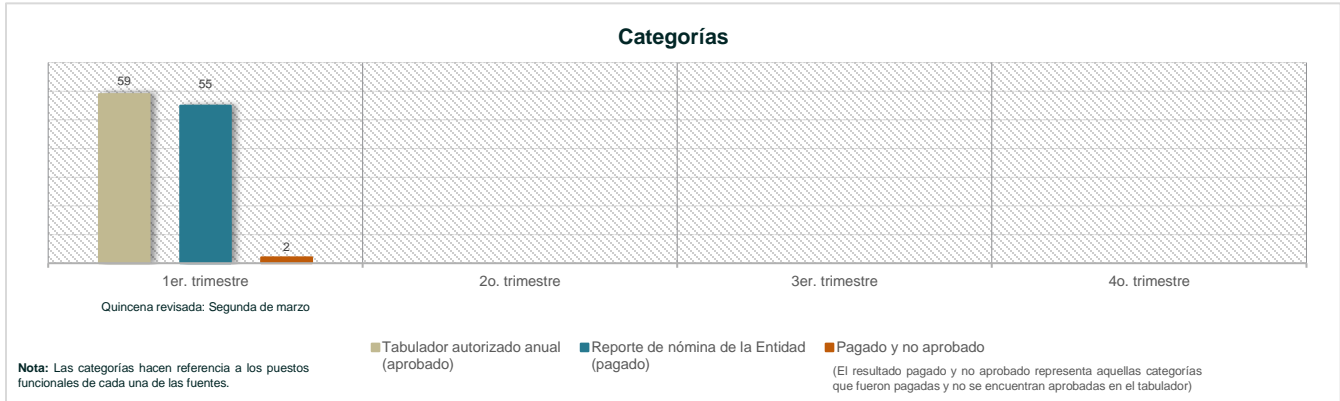 Categorías
59
55
2
1er. trimestre
2o. trimestre
3er. trimestre
4o. trimestre
Quincena revisada: Segunda de marzo
Tabulador autorizado anual
(aprobado)
Reporte de nómina de la Entidad
(pagado)
Pagado y no aprobado
(El resultado pagado y no aprobado representa aquellas categorías
que fueron pagadas y no se encuentran aprobadas en el tabulador)
Nota: Las categorías hacen referencia a los puestos
funcionales de cada una de las fuentes.